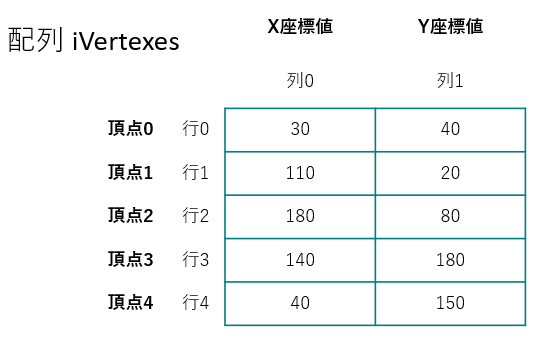 配列 iVertexes
X座標値 Y座標値
列0 列1
頂点0 行0 30 40
頂点1 行1 110 20
頂点2 行2 180 80
頂点3 行3 140 180
頂点4 行4 40 150